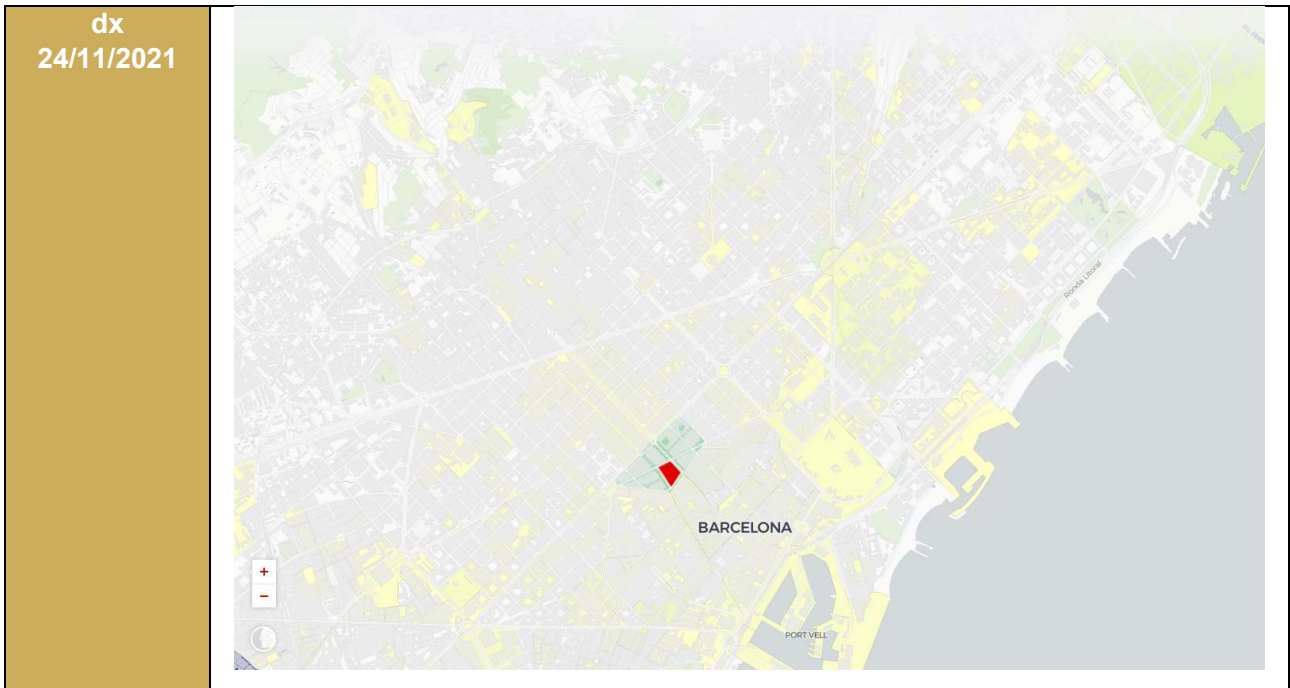 dx
24/11/2021
Ronda Litoral
BARCELONA
+
−
PORT VELL